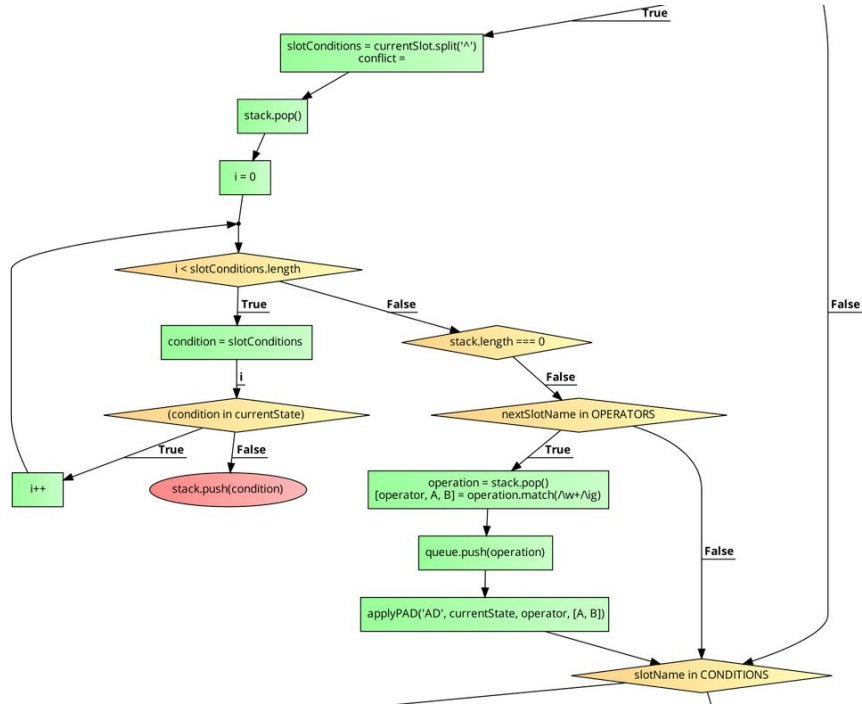 True
slotConditions = currentSlot.split('^')
conflict =
stack.pop()
i = 0
i < slotConditions.length
True
False
False
condition = slotConditions
stack.length === 0
i
False
(condition in currentState)
nextSlotName in OPERATORS
True
False
True
i++
stack.push(condition)
operation = stack.pop()
[operator, A, B] = operation.match(/\w+/\ig)
queue.push(operation)
False
applyPAD('AD', currentState, operator, [A, B])
slotName in CONDITIONS